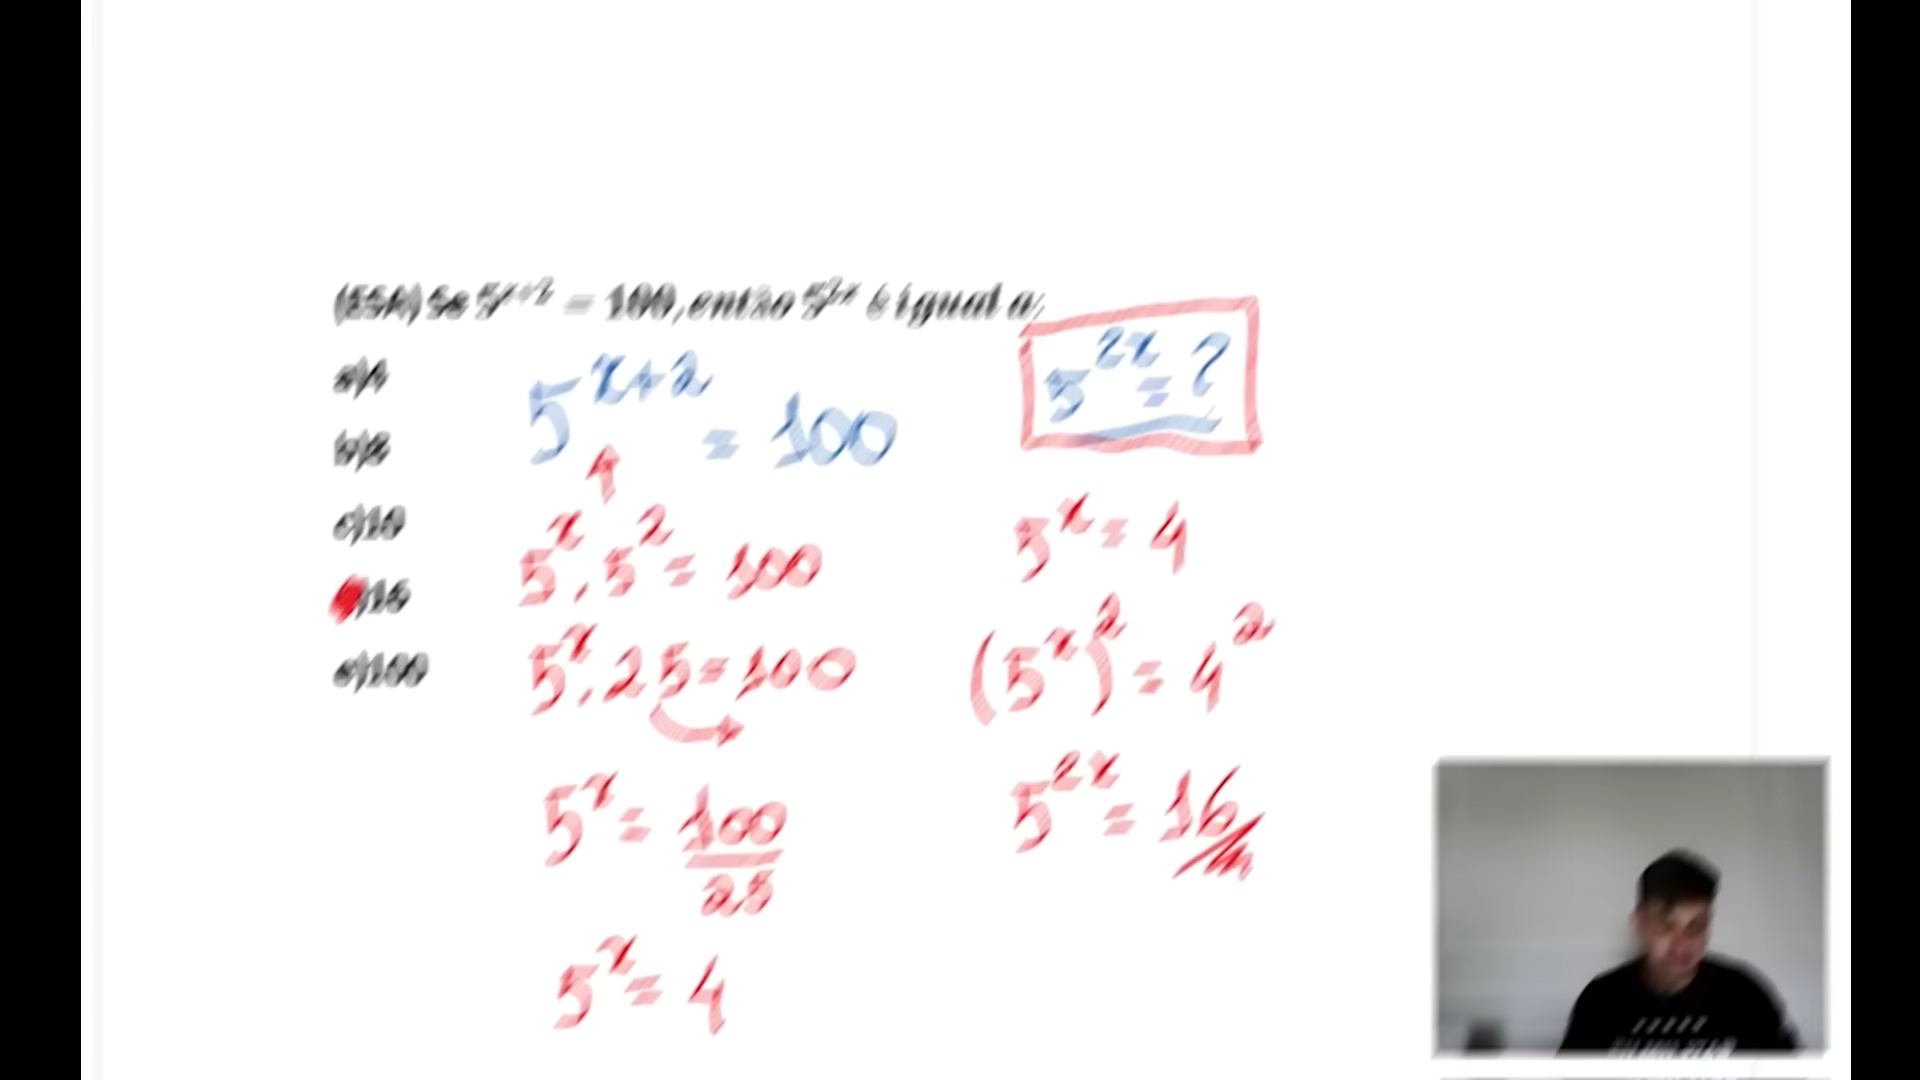 (ESA) Se 5^{x+2} = 100, então 5^{2x} é igual a:
a)4
5^{x+2} = 100
5^{2x} = ?
b)8
c)10
5^x . 5^2 = 100
5^x = 4
)16
5^x . 25 = 100
(5^x)^2 = 4^2
e)100
5^x = 100/25
5^{2x} = 16
5^x = 4